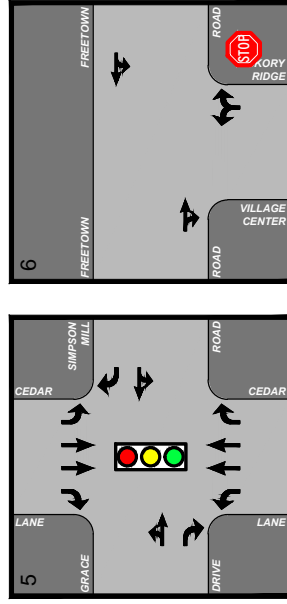 FREETOWN
ROAD
STOP
KORY
RIDGE
VILLAGE
CENTER
FREETOWN
ROAD
6
SIMPSON
MILL
ROAD
CEDAR
CEDAR
LANE
LANE
GRACE
DRIVE
5